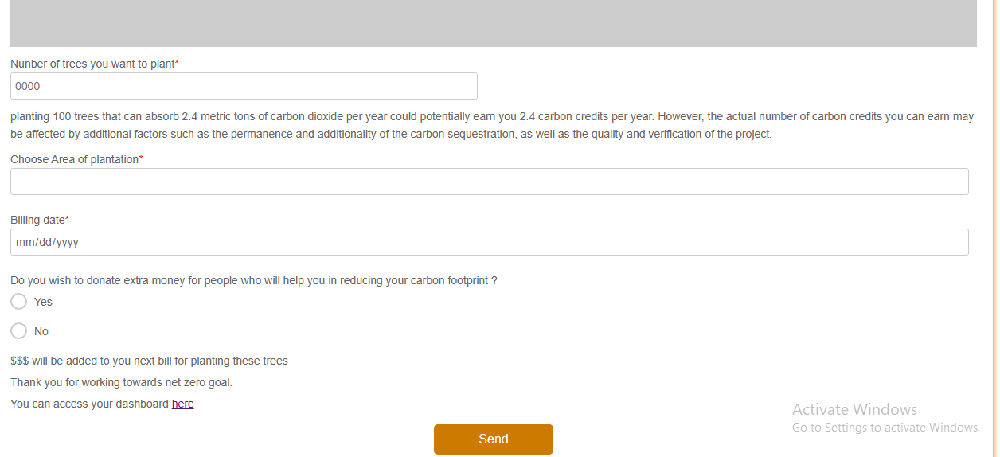 Nunber of trees you want to plant*
0000
planting 100 trees that can absorb 2.4 metric tons of carbon dioxide per year could potentially earn you 2.4 carbon credits per year. However, the actual number of carbon credits you can earn may
be affected by additional factors such as the permanence and additionality of the carbon sequestration, as well as the quality and verification of the project.
Choose Area of plantation*
Billing date*
mm/dd/yyyy
Do you wish to donate extra money for people who will help you in reducing your carbon footprint ?
Yes
No
$$$ will be added to you next bill for planting these trees
Thank you for working towards net zero goal.
You can access your dashboard here
Activate Windows
Go to Settings to activate Windows.
Send